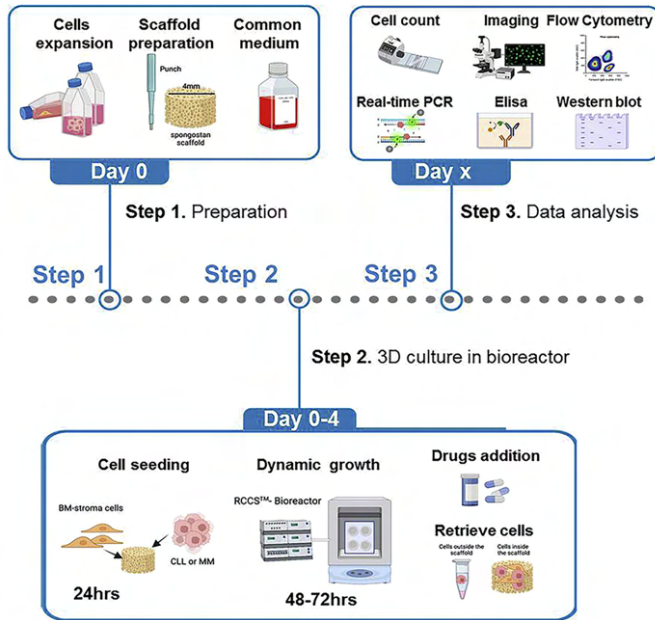 Cells expansion
Scaffold preparation
Common medium
Punch
4mm
spongostan scaffold
Day 0
Cell count
Imaging
Flow Cytometry
Real-time PCR
Elisa
Western blot
Day x
Step 1. Preparation
Step 3. Data analysis
Step 1
Step 2
Step 3
Step 2. 3D culture in bioreactor
Day 0-4
Cell seeding
BM-stroma cells
CLL or MM
24hrs
Dynamic growth
RCCS™- Bioreactor
48-72hrs
Drugs addition
Retrieve cells
Cells outside the scaffold
Cells inside the scaffold